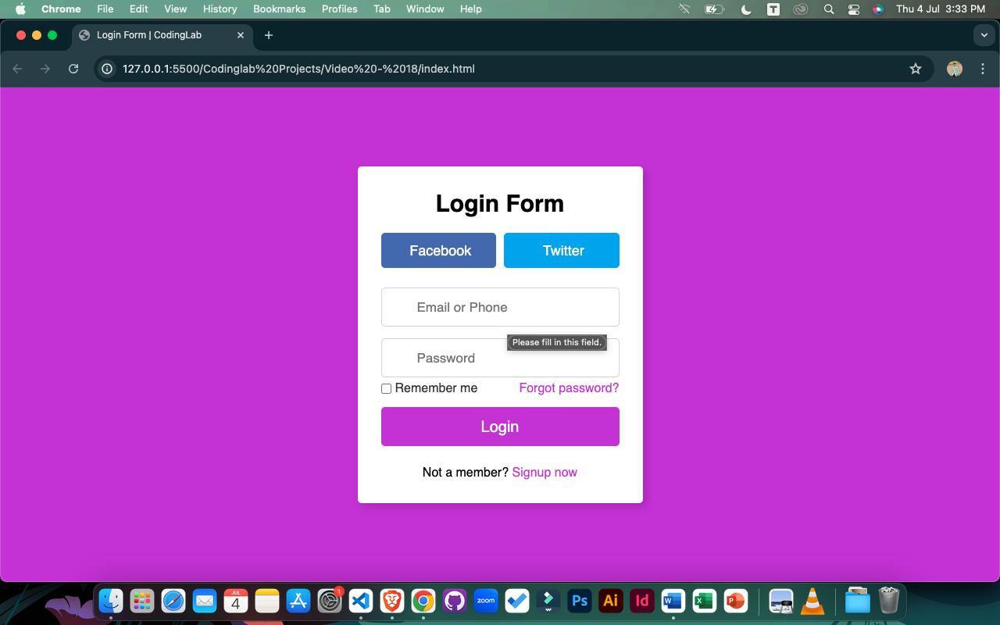 Chrome File Edit View History Bookmarks Profiles Tab Window Help T Thu 4 Jul 3:33 PM
Login Form | CodingLab
127.0.0.1:5500/Codinglab%20Projects/Video%20-%2018/index.html
Login Form
Facebook Twitter
Email or Phone
Please fill in this field.
Password
Remember me Forgot password?
Login
Not a member? Signup now
JUL
4
1
zoom
Ps
Ai
Id
W
X
P